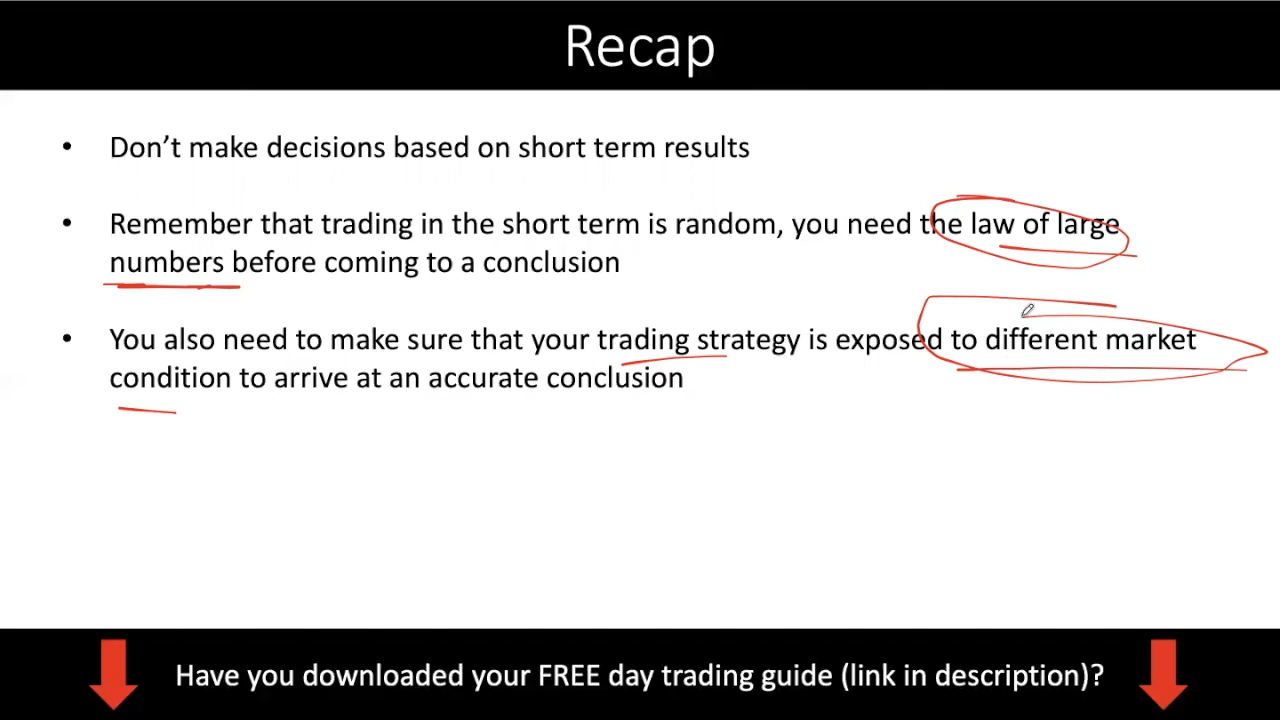 Recap
• Don’t make decisions based on short term results
• Remember that trading in the short term is random, you need the law of large
numbers before coming to a conclusion
• You also need to make sure that your trading strategy is exposed to different market
condition to arrive at an accurate conclusion
Have you downloaded your FREE day trading guide (link in description)?